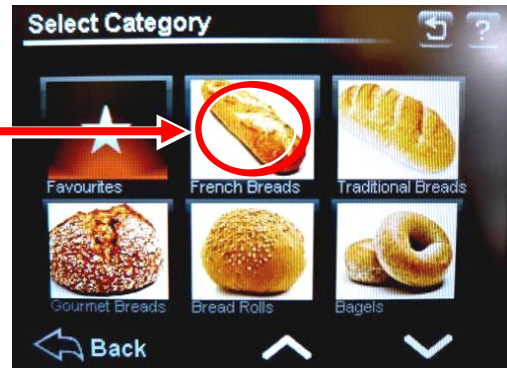 Select Category
?
Favourites
French Breads
Traditional Breads
Gourmet Breads
Bread Rolls
Bagels
Back